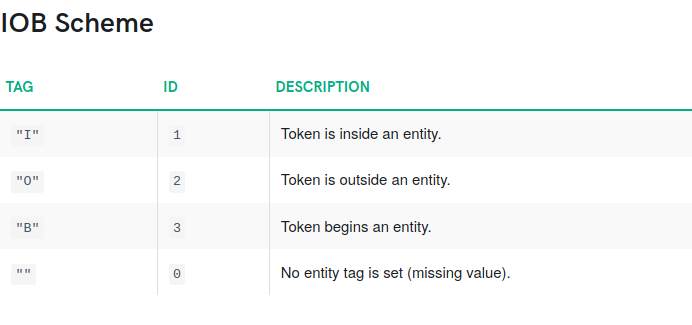 IOB Scheme
TAG ID DESCRIPTION
"I" 1 Token is inside an entity.
"O" 2 Token is outside an entity.
"B" 3 Token begins an entity.
"" 0 No entity tag is set (missing value).